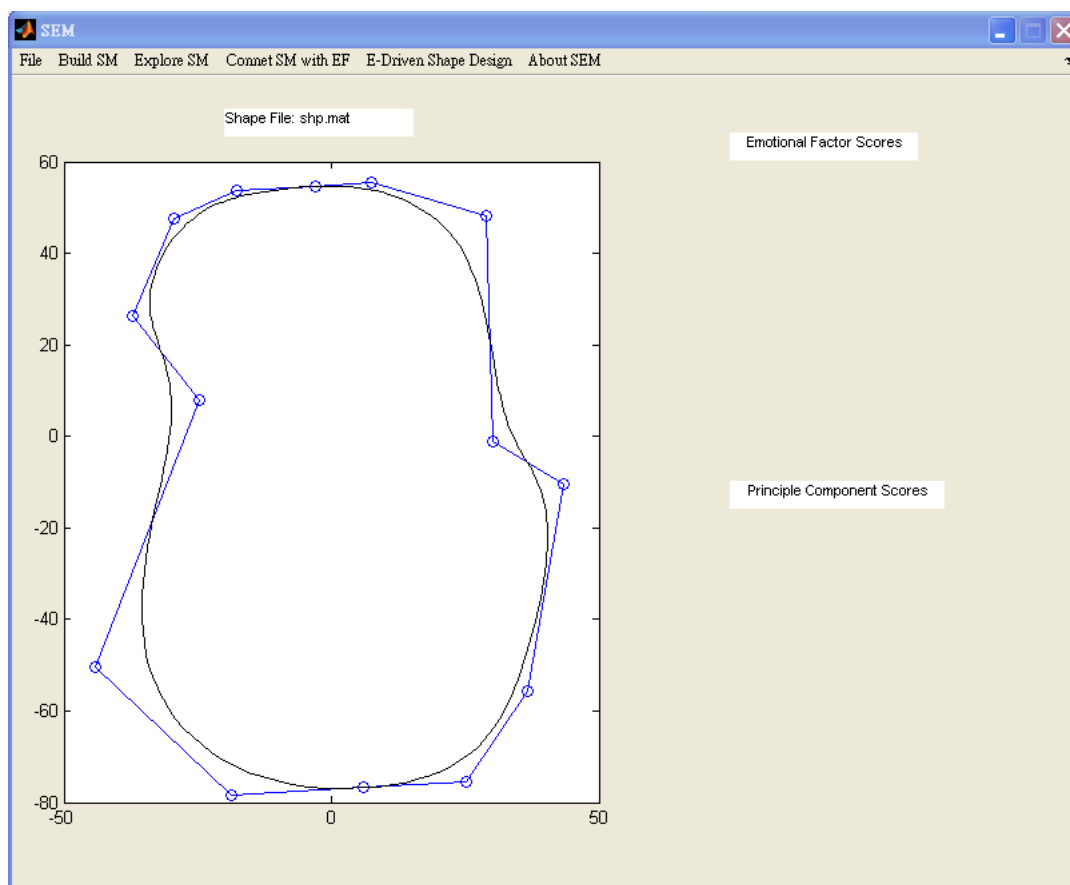 SEM
File Build SM Explore SM Connet SM with EF E-Driven Shape Design About SEM
Shape File: shp.mat
Emotional Factor Scores
60
40
20
0
Principle Component Scores
-20
-40
-60
-80
-50 0 50